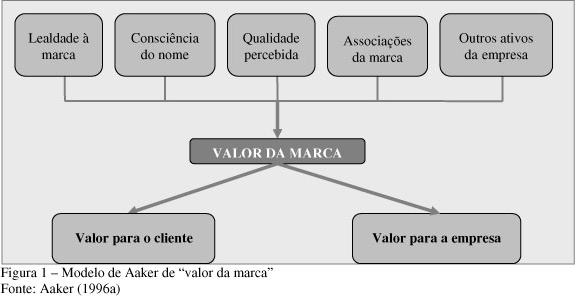 Lealdade à
marca
Consciência
do nome
Qualidade
percebida
Associações
da marca
Outros ativos
da empresa
VALOR DA MARCA
Valor para o cliente
Valor para a empresa
Figura 1 – Modelo de Aaker de “valor da marca”
Fonte: Aaker (1996a)